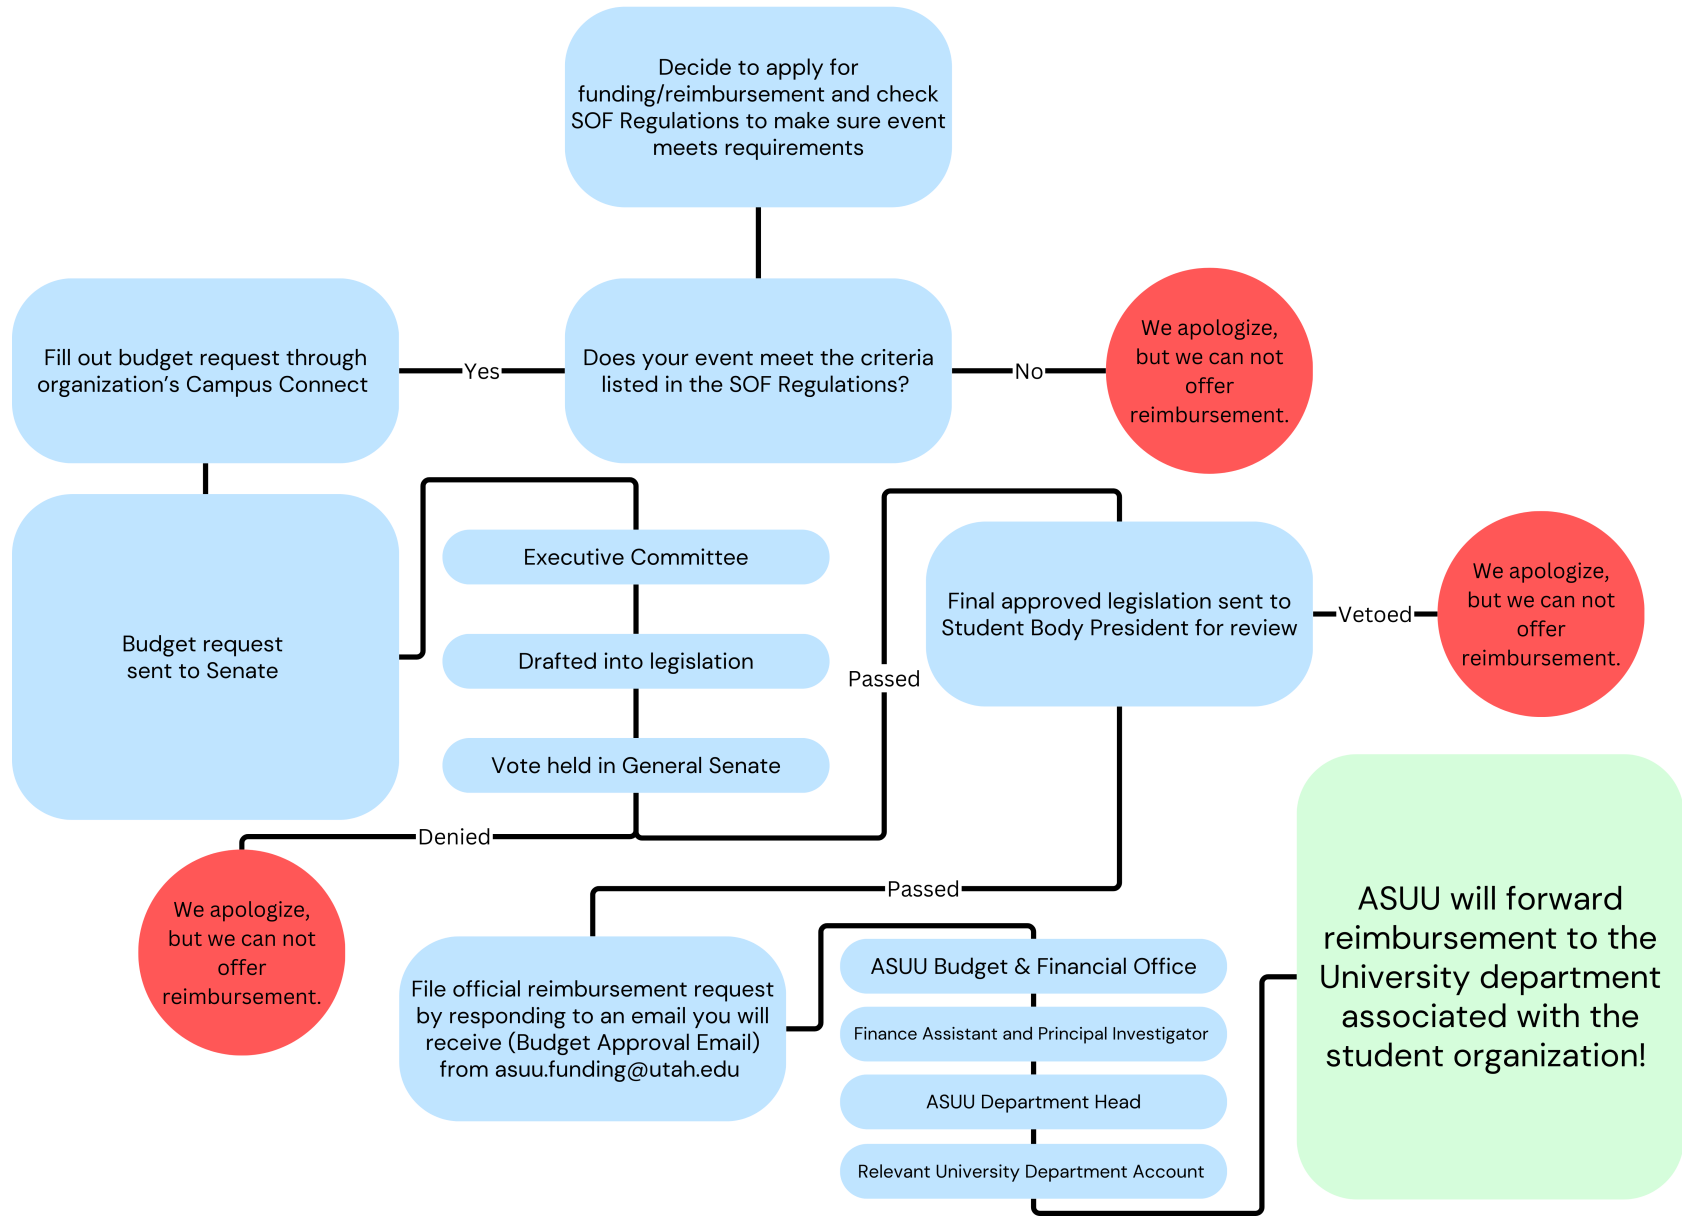 Decide to apply for
funding/reimbursement and check
SOF Regulations to make sure event
meets requirements
Fill out budget request through
organization's Campus Connect
Yes
Does your event meet the criteria
listed in the SOF Regulations?
No
We apologize,
but we can not
offer
reimbursement.
Budget request
sent to Senate
Executive Committee
Drafted into legislation
Vote held in General Senate
Denied
We apologize,
but we can not
offer
reimbursement.
Passed
Final approved legislation sent to
Student Body President for review
Vetoed
We apologize,
but we can not
offer
reimbursement.
Passed
File official reimbursement request
by responding to an email you will
receive (Budget Approval Email)
from asuu.funding@utah.edu
ASUU Budget & Financial Office
Finance Assistant and Principal Investigator
ASUU Department Head
Relevant University Department Account
ASUU will forward
reimbursement to the
University department
associated with the
student organization!